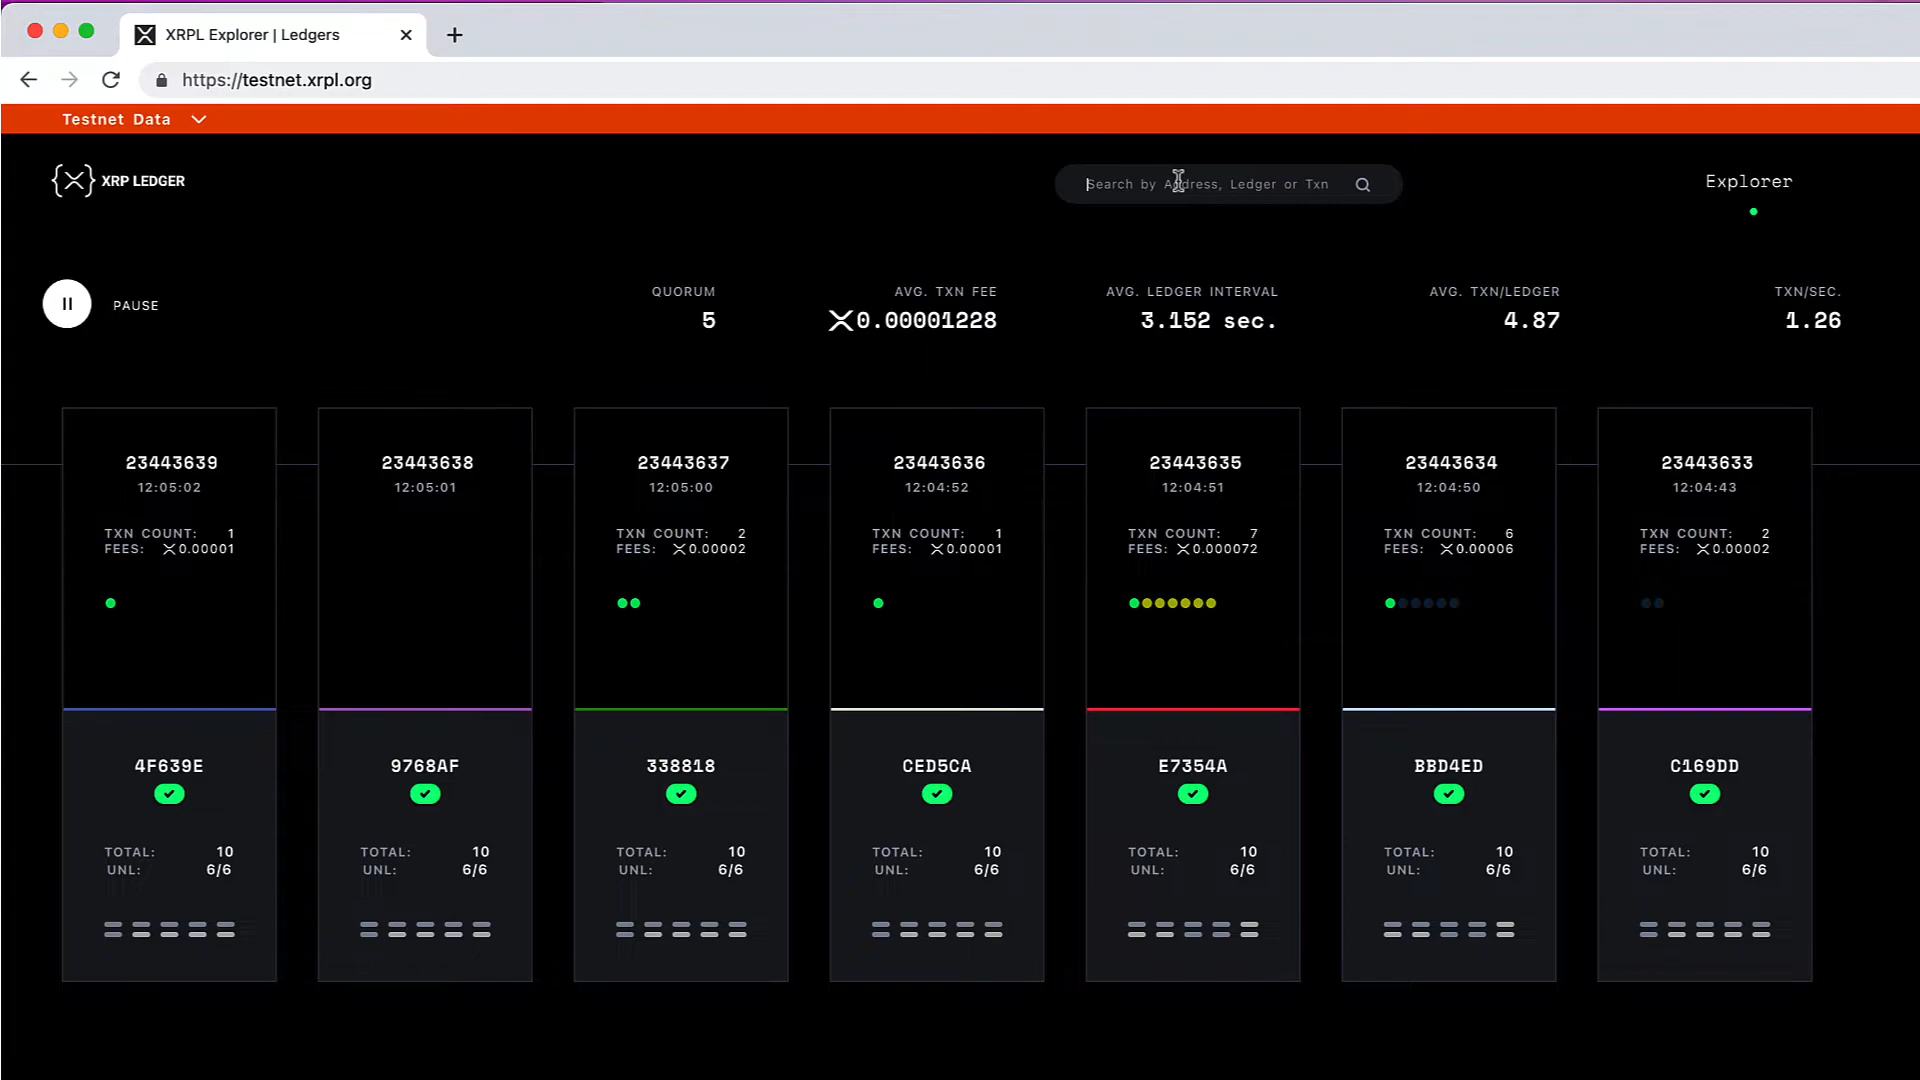 XRPL Explorer | Ledgers
https://testnet.xrpl.org
Testnet Data
XRP LEDGER
Search by Address, Ledger or Txn
Explorer
PAUSE
QUORUM
5
AVG. TXN FEE
0.00001228
AVG. LEDGER INTERVAL
3.152 sec.
AVG. TXN/LEDGER
4.87
TXN/SEC.
1.26
23443639
12:05:02
TXN COUNT: 1
FEES: 0.00001
4F639E
TOTAL: 10
UNL: 6/6
23443638
12:05:01
9768AF
TOTAL: 10
UNL: 6/6
23443637
12:05:00
TXN COUNT: 2
FEES: 0.00002
338818
TOTAL: 10
UNL: 6/6
23443636
12:04:52
TXN COUNT: 1
FEES: 0.00001
CED5CA
TOTAL: 10
UNL: 6/6
23443635
12:04:51
TXN COUNT: 7
FEES: 0.000072
E7354A
TOTAL: 10
UNL: 6/6
23443634
12:04:50
TXN COUNT: 6
FEES: 0.00006
BBD4ED
TOTAL: 10
UNL: 6/6
23443633
12:04:43
TXN COUNT: 2
FEES: 0.00002
C169DD
TOTAL: 10
UNL: 6/6